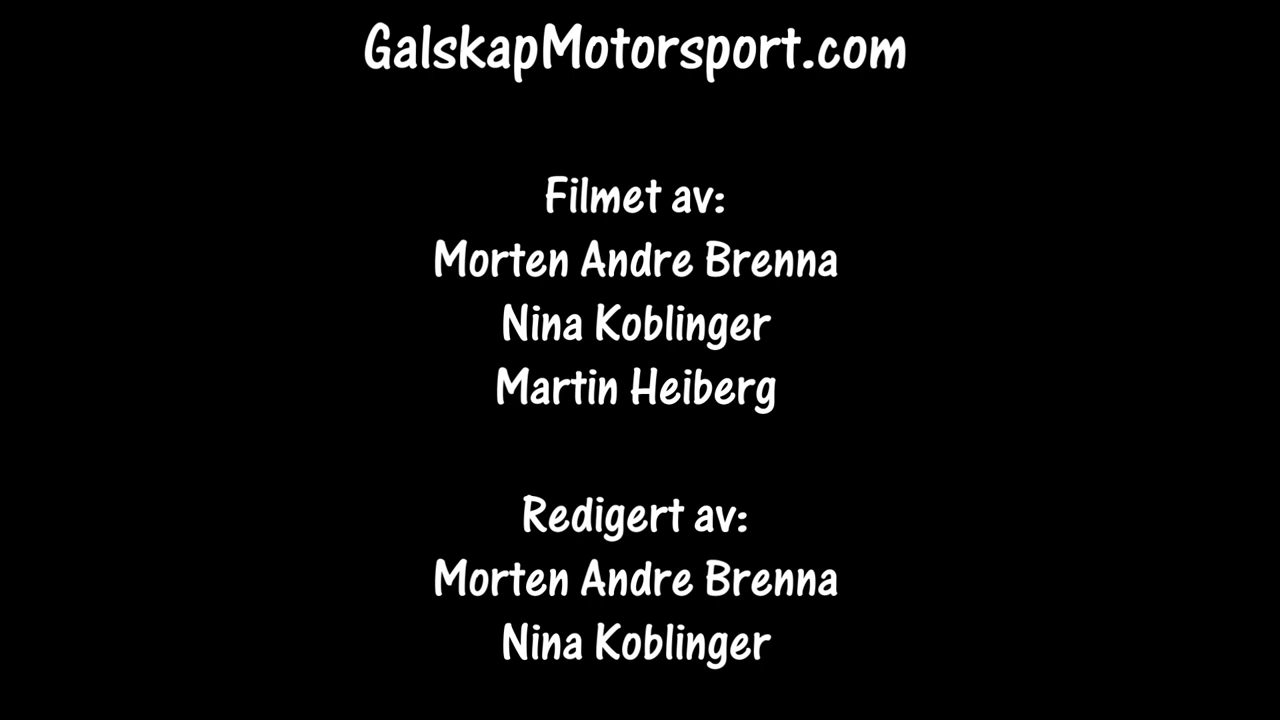 GalskapMotorsport.com
Filmet av:
Morten Andre Brenna
Nina Koblinger
Martin Heiberg
Redigert av:
Morten Andre Brenna
Nina Koblinger